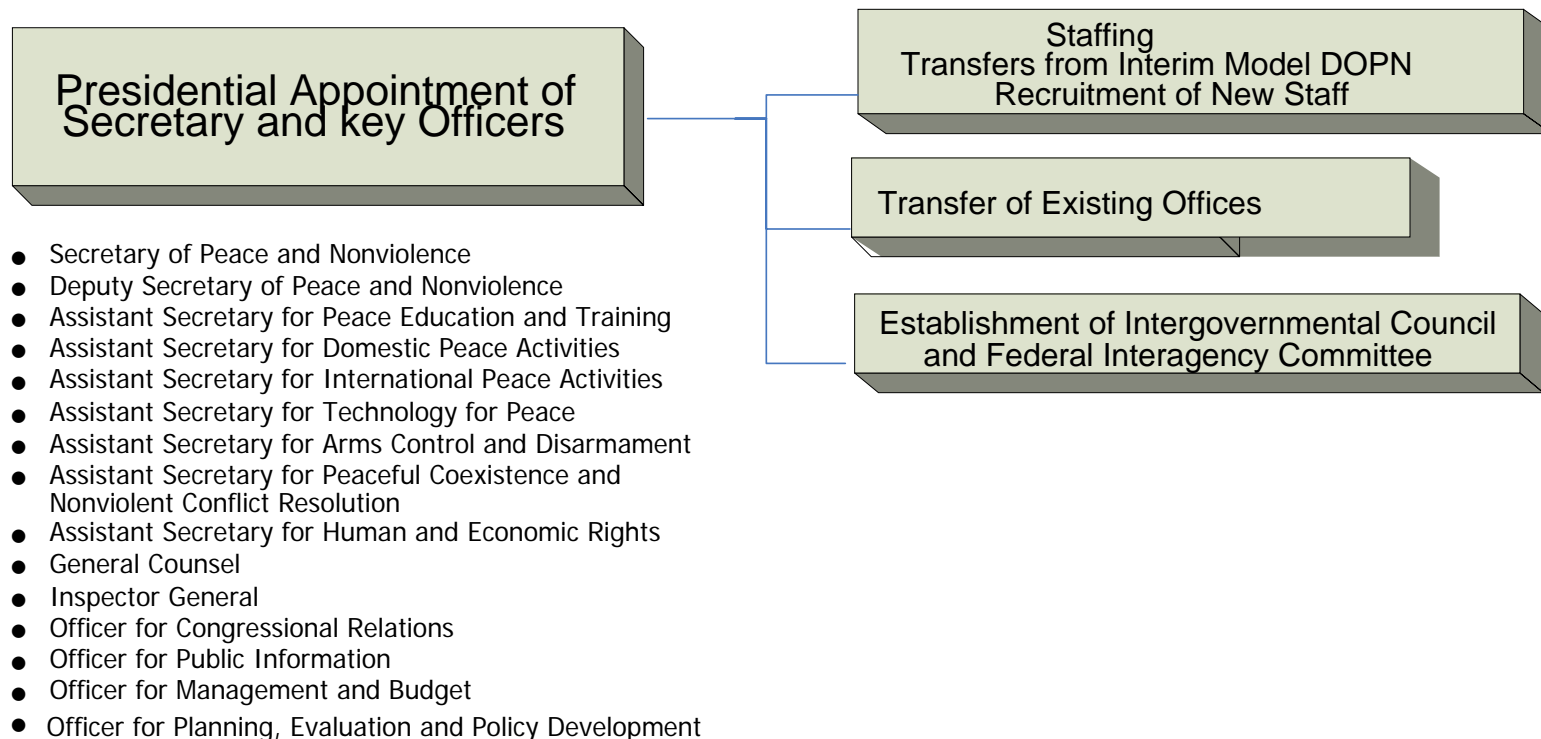 Presidential Appointment of
Secretary and key Officers
Staffing
Transfers from Interim Model DOPN
Recruitment of New Staff
Transfer of Existing Offices
Establishment of Intergovernmental Council
and Federal Interagency Committee
● Secretary of Peace and Nonviolence
● Deputy Secretary of Peace and Nonviolence
● Assistant Secretary for Peace Education and Training
● Assistant Secretary for Domestic Peace Activities
● Assistant Secretary for International Peace Activities
● Assistant Secretary for Technology for Peace
● Assistant Secretary for Arms Control and Disarmament
● Assistant Secretary for Peaceful Coexistence and
Nonviolent Conflict Resolution
● Assistant Secretary for Human and Economic Rights
● General Counsel
● Inspector General
● Officer for Congressional Relations
● Officer for Public Information
● Officer for Management and Budget
● Officer for Planning, Evaluation and Policy Development